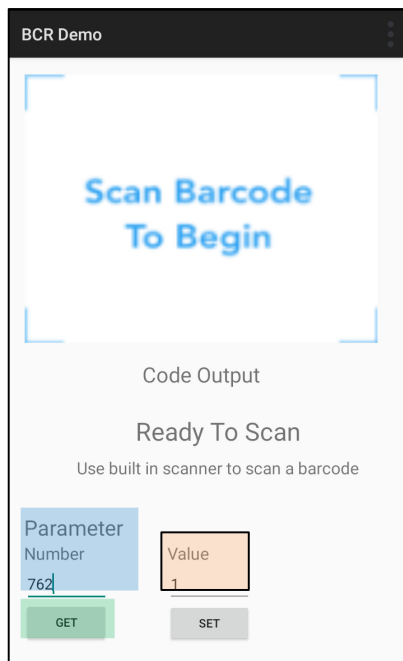 BCR Demo
Scan Barcode
To Begin
Code Output
Ready To Scan
Use built in scanner to scan a barcode
Parameter
Number Value
762 1
GET SET